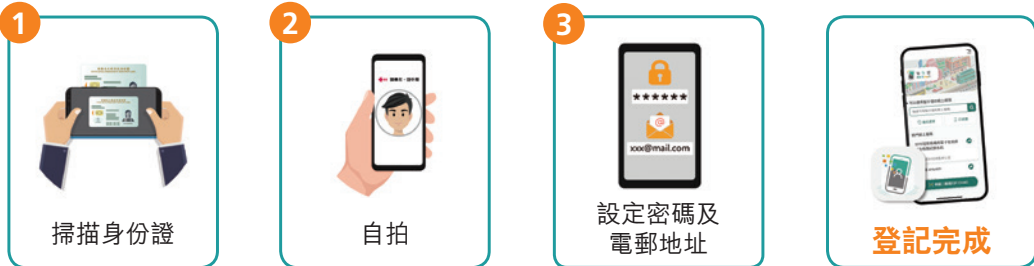 1
掃描身份證
2
自拍
3
******
@
xxx@mail.com
設定密碼及
電郵地址
登記完成